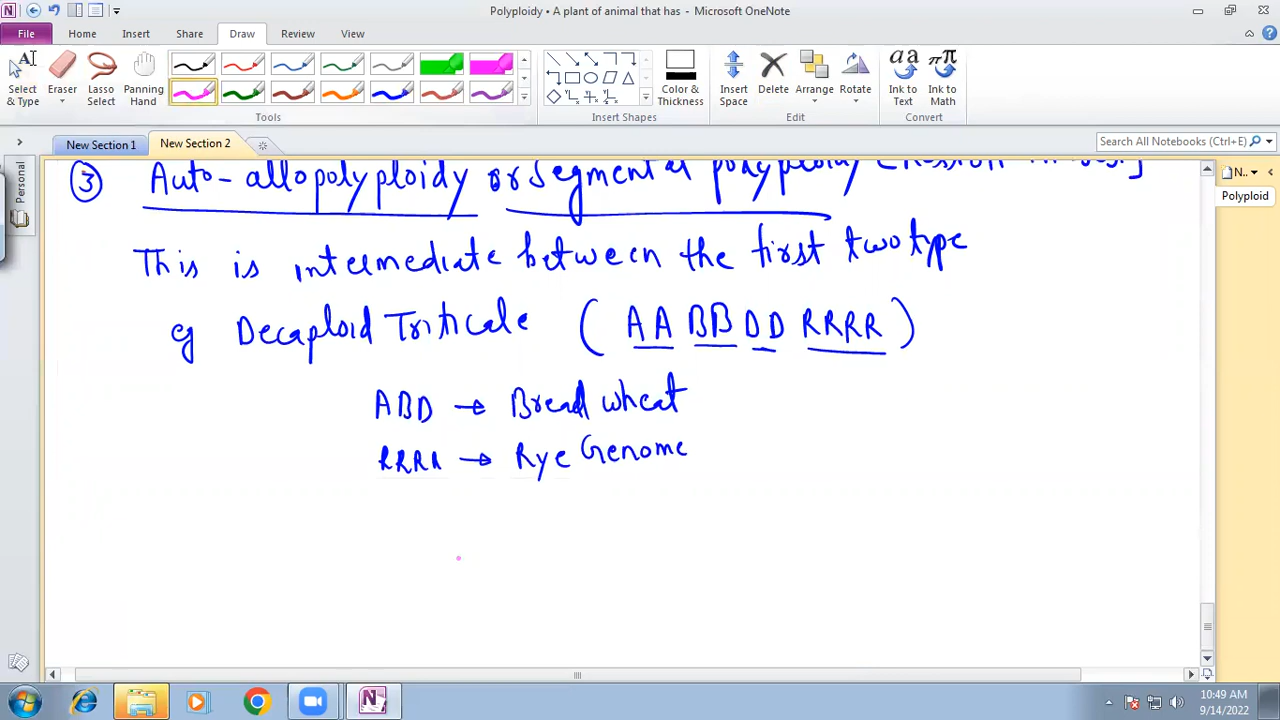 Polyploidy - A plant of animal that has - Microsoft OneNote
File Home Insert Share Draw Review View
Select & Type
Eraser
Lasso Select
Panning Hand
Color & Thickness
Insert Space
Delete
Arrange
Rotate
Ink to Text
Ink to Math
Tools
Insert Shapes
Edit
Convert
New Section 1
New Section 2
Search All Notebooks (Ctrl+E)
Personal
N..
Polyploid
③ Auto-allopolyploidy or Segmental polyploidy
This is intermediate between the first two type
eg Decaploid Triticale (AA BB DD RRRR)
ABD → Bread wheat
RRRR → Rye Genome
10:49 AM
9/14/2022